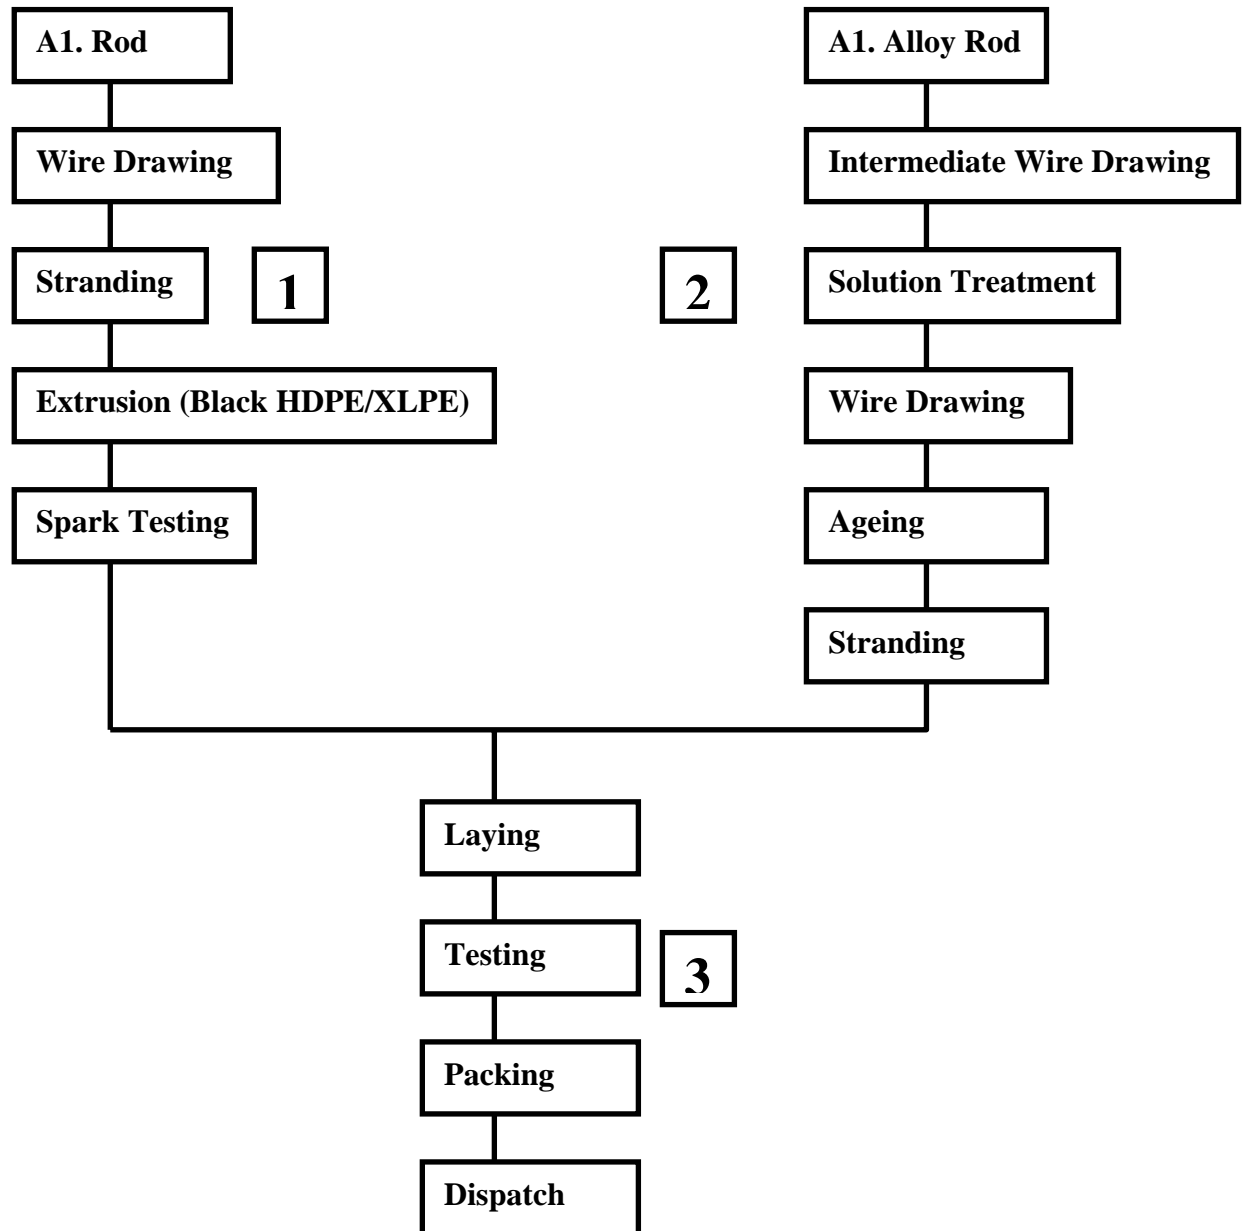 A1. Rod
Wire Drawing
Stranding
1
Extrusion (Black HDPE/XLPE)
Spark Testing
A1. Alloy Rod
Intermediate Wire Drawing
2
Solution Treatment
Wire Drawing
Ageing
Stranding
Laying
Testing
3
Packing
Dispatch